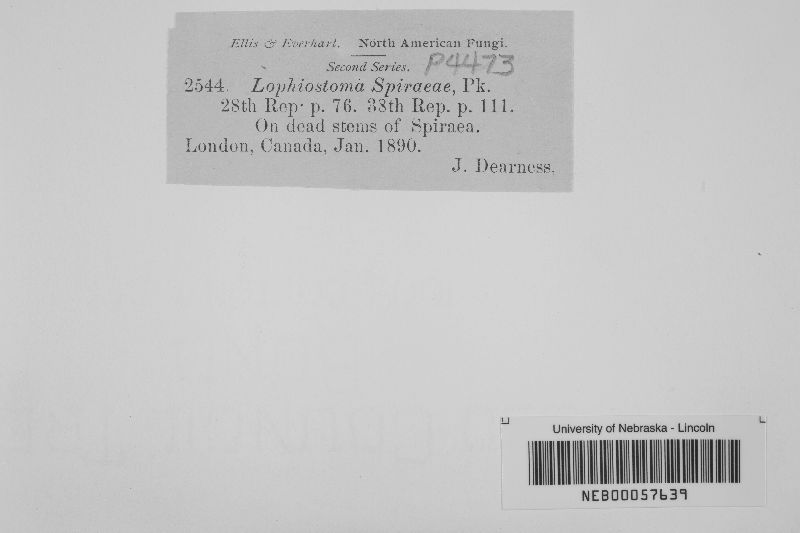 Ellis & Everhart. North American Fungi.
Second Series. P4473
2544. Lophiostoma Spiraeae, Pk.
28th Rep. p. 76. 38th Rep. p. 111.
On dead stems of Spiraea.
London, Canada, Jan. 1890.
J. Dearness.
University of Nebraska - Lincoln
NEB00057639